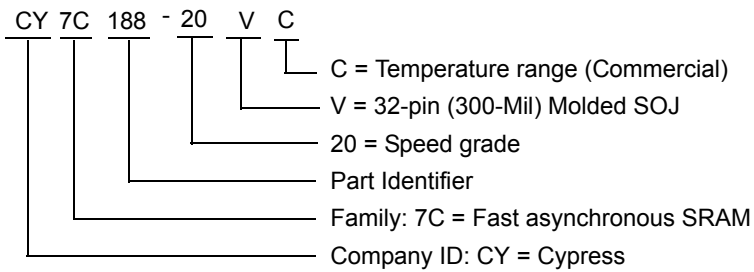 CY 7C 188 - 20 V C
C = Temperature range (Commercial)
V = 32-pin (300-Mil) Molded SOJ
20 = Speed grade
Part Identifier
Family: 7C = Fast asynchronous SRAM
Company ID: CY = Cypress